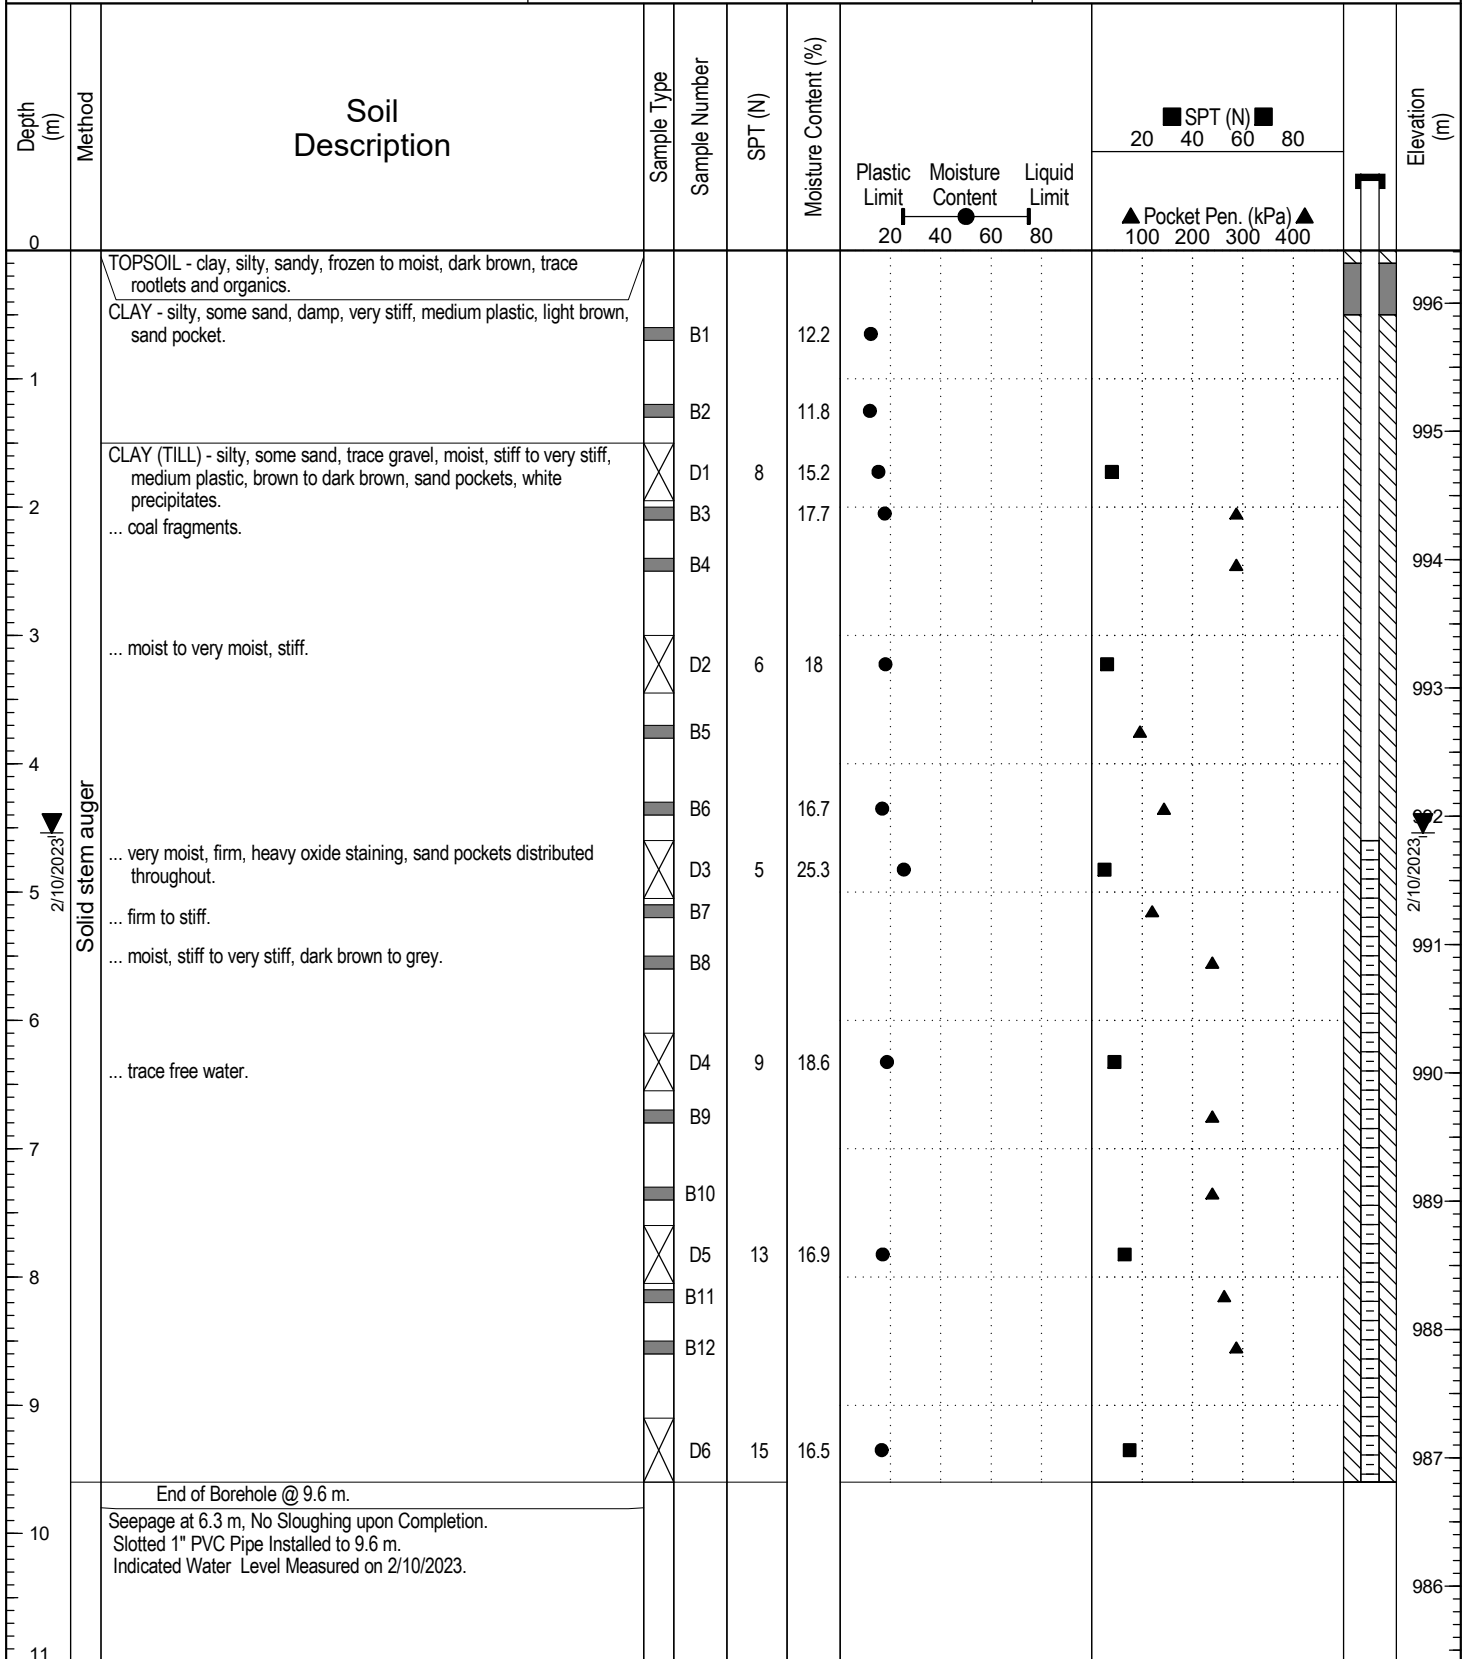 Depth
(m)
Method
Soil
Description
Sample Type
Sample Number
SPT (N)
Moisture Content (%)
Plastic Moisture Liquid
Limit Content Limit
20 40 60 80
■ SPT (N) ■
20 40 60 80
▲ Pocket Pen. (kPa) ▲
100 200 300 400
Elevation
(m)
0
TOPSOIL - clay, silty, sandy, frozen to moist, dark brown, trace
rootlets and organics.
996
CLAY - silty, some sand, damp, very stiff, medium plastic, light brown,
sand pocket.
B1 12.2
1
B2 11.8
995
CLAY (TILL) - silty, some sand, trace gravel, moist, stiff to very stiff,
medium plastic, brown to dark brown, sand pockets, white
precipitates.
D1 8 15.2
2
B3 17.7
... coal fragments.
B4
994
3
... moist to very moist, stiff.
D2 6 18
993
B5
4
B6 16.7
992
2/10/2023
Solid stem auger
2/10/2023
... very moist, firm, heavy oxide staining, sand pockets distributed
throughout.
D3 5 25.3
5
B7
... firm to stiff.
991
... moist, stiff to very stiff, dark brown to grey.
B8
6
D4 9 18.6
... trace free water.
990
B9
7
B10
989
D5 13 16.9
8
B11
988
B12
9
D6 15 16.5
987
End of Borehole @ 9.6 m.
Seepage at 6.3 m, No Sloughing upon Completion.
10
Slotted 1" PVC Pipe Installed to 9.6 m.
Indicated Water Level Measured on 2/10/2023.
986
11